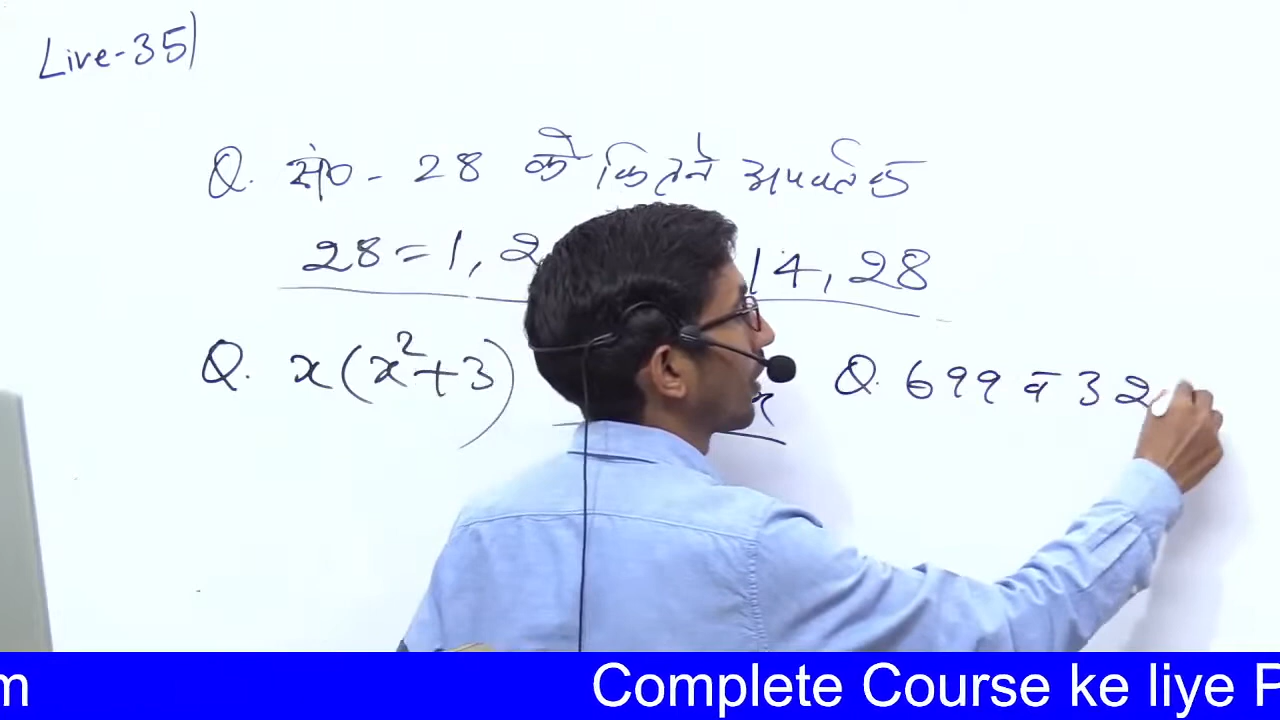 Live-35)
Q. सं० - 28 के कितने अपवर्तक
28 = 1, 2 14, 28
Q. x(x²+3)
Q. 699 व 32
m Complete Course ke liye P